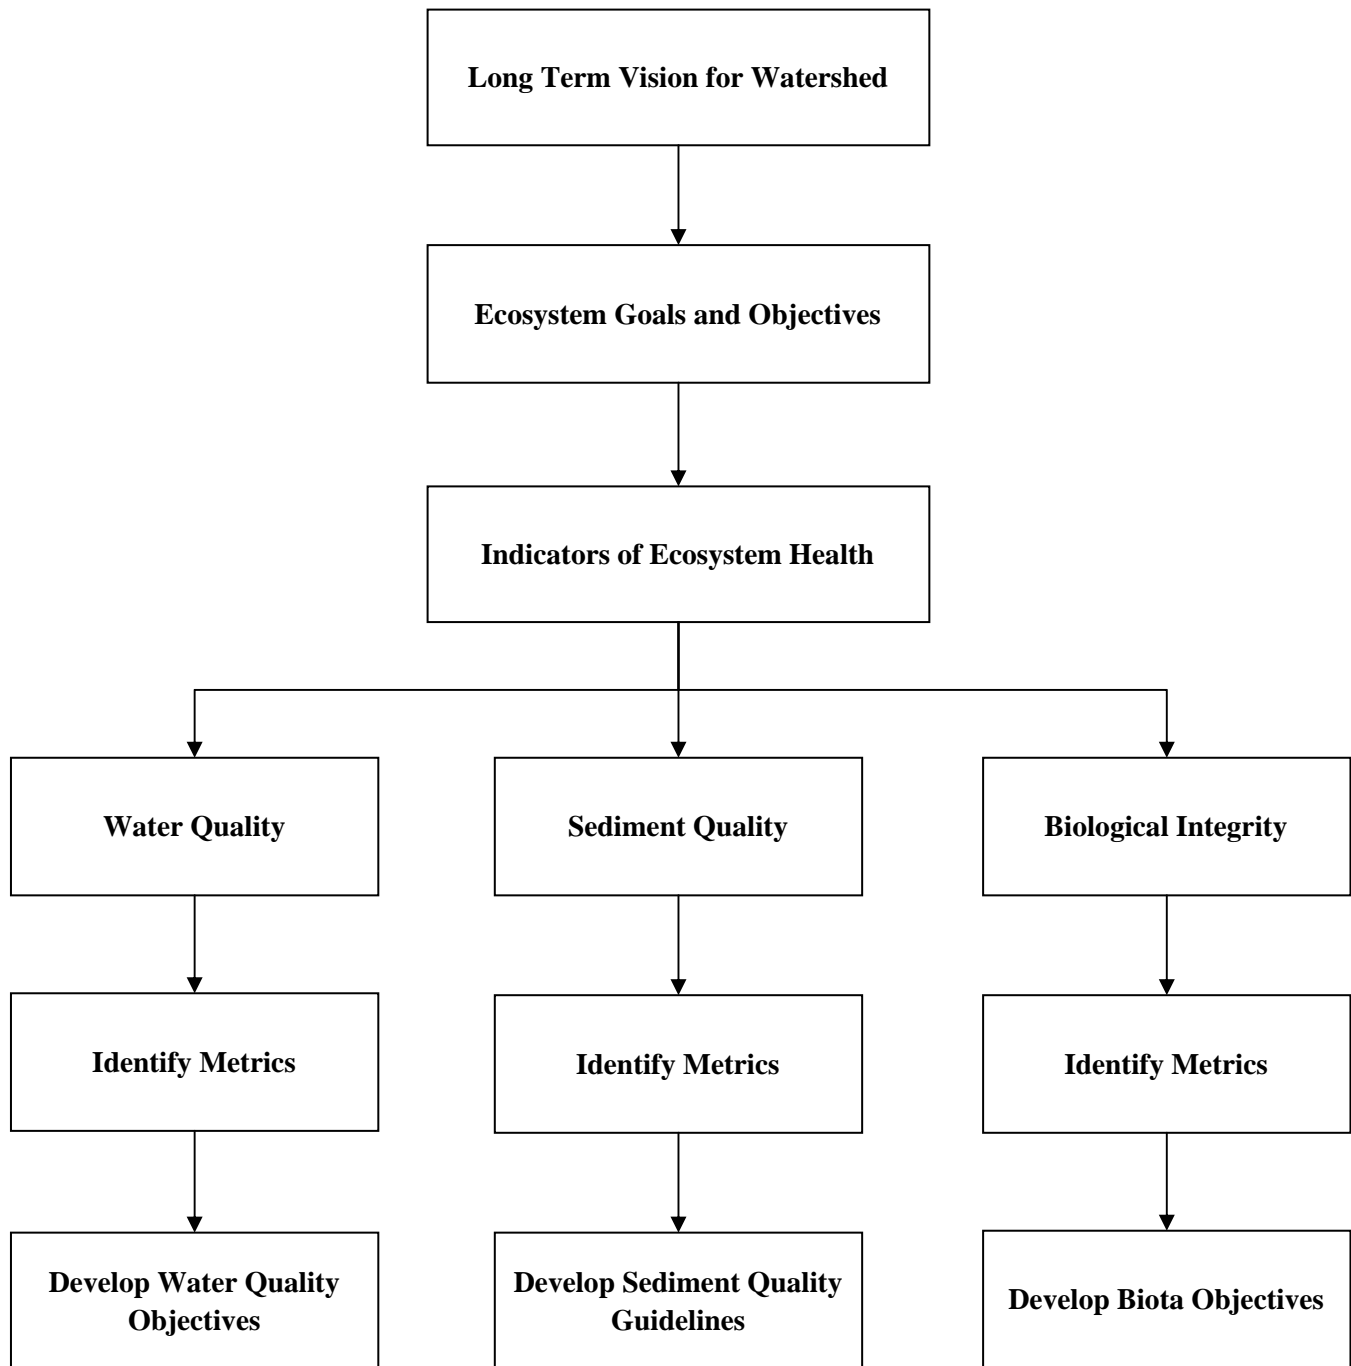 Long Term Vision for Watershed
Ecosystem Goals and Objectives
Indicators of Ecosystem Health
Water Quality
Sediment Quality
Biological Integrity
Identify Metrics
Identify Metrics
Identify Metrics
Develop Water Quality
Objectives
Develop Sediment Quality
Guidelines
Develop Biota Objectives